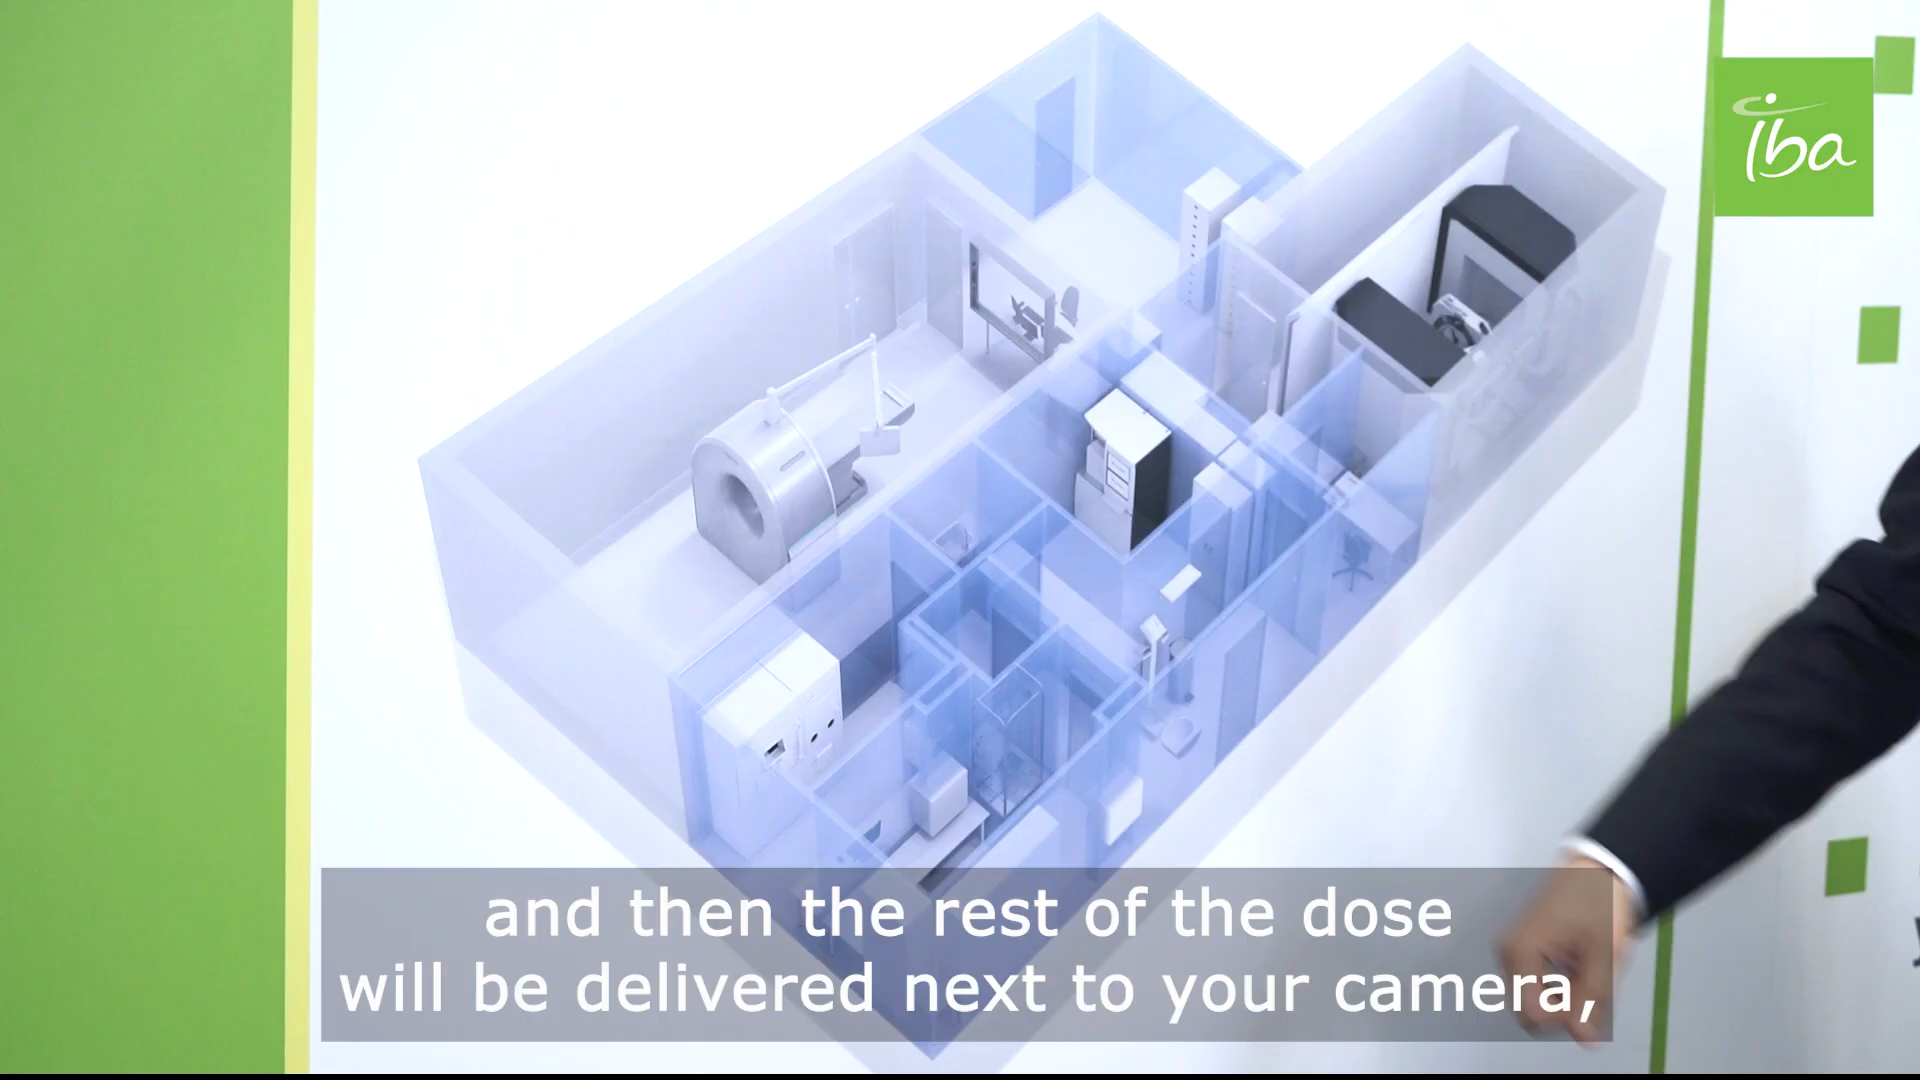 iba
and then the rest of the dose
will be delivered next to your camera,